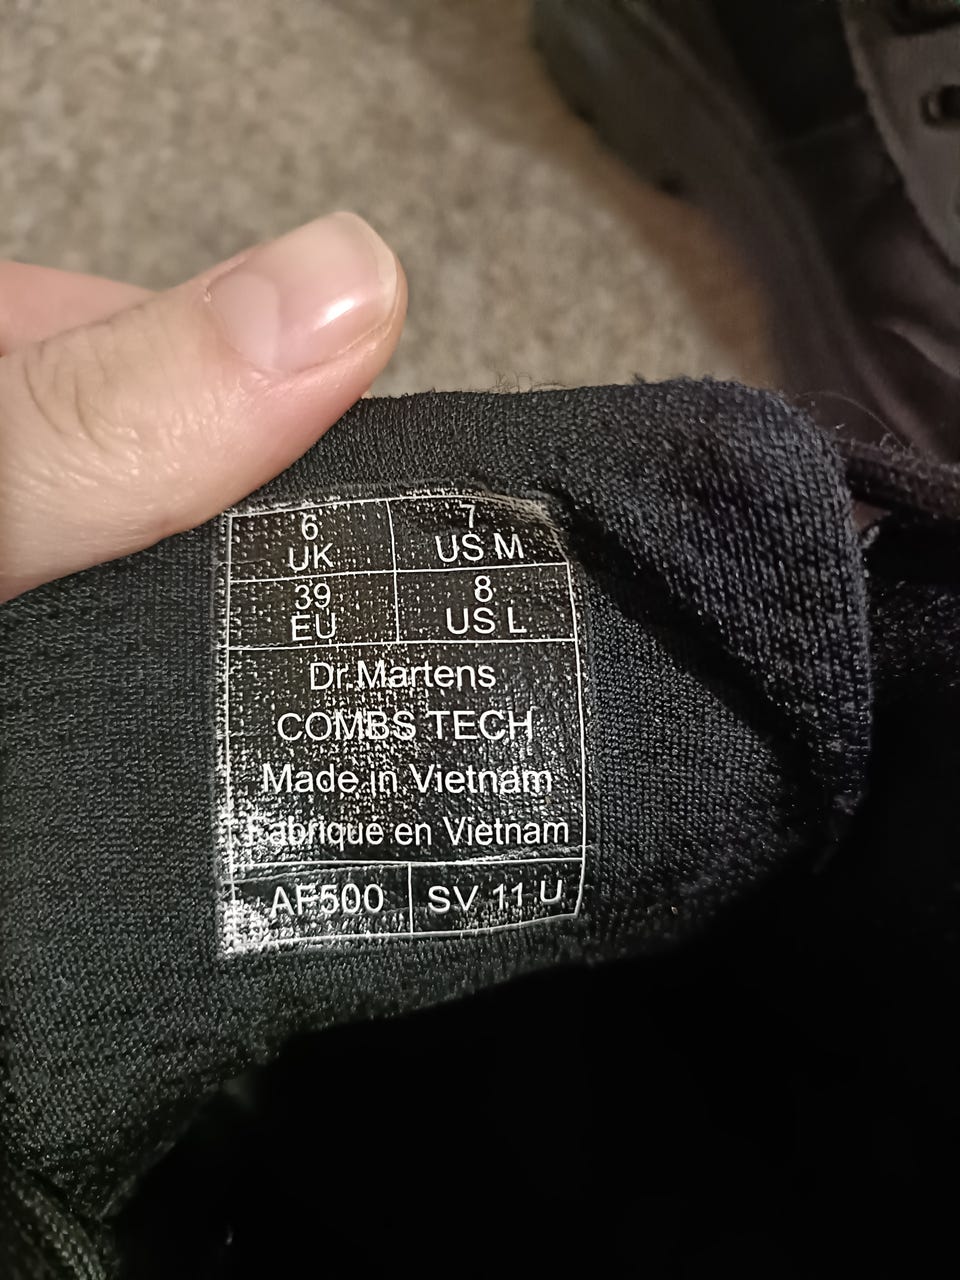 6 7
UK US M
39 8
EU US L
Dr.Martens
COMBS TECH
Made in Vietnam
Fabriqué en Vietnam
AF500 SV 11 U